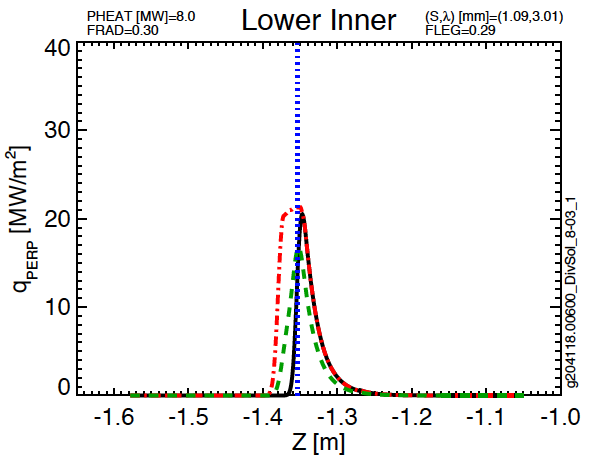 PHEAT [MW]=8.0
FRAD=0.30
Lower Inner
(S,λ) [mm]=(1.09,3.01)
FLEG=0.29
40
30
20
10
0
qPERP [MW/m²]
-1.6 -1.5 -1.4 -1.3 -1.2 -1.1 -1.0
Z [m]
g204118.00600_DivSol_8-03_1